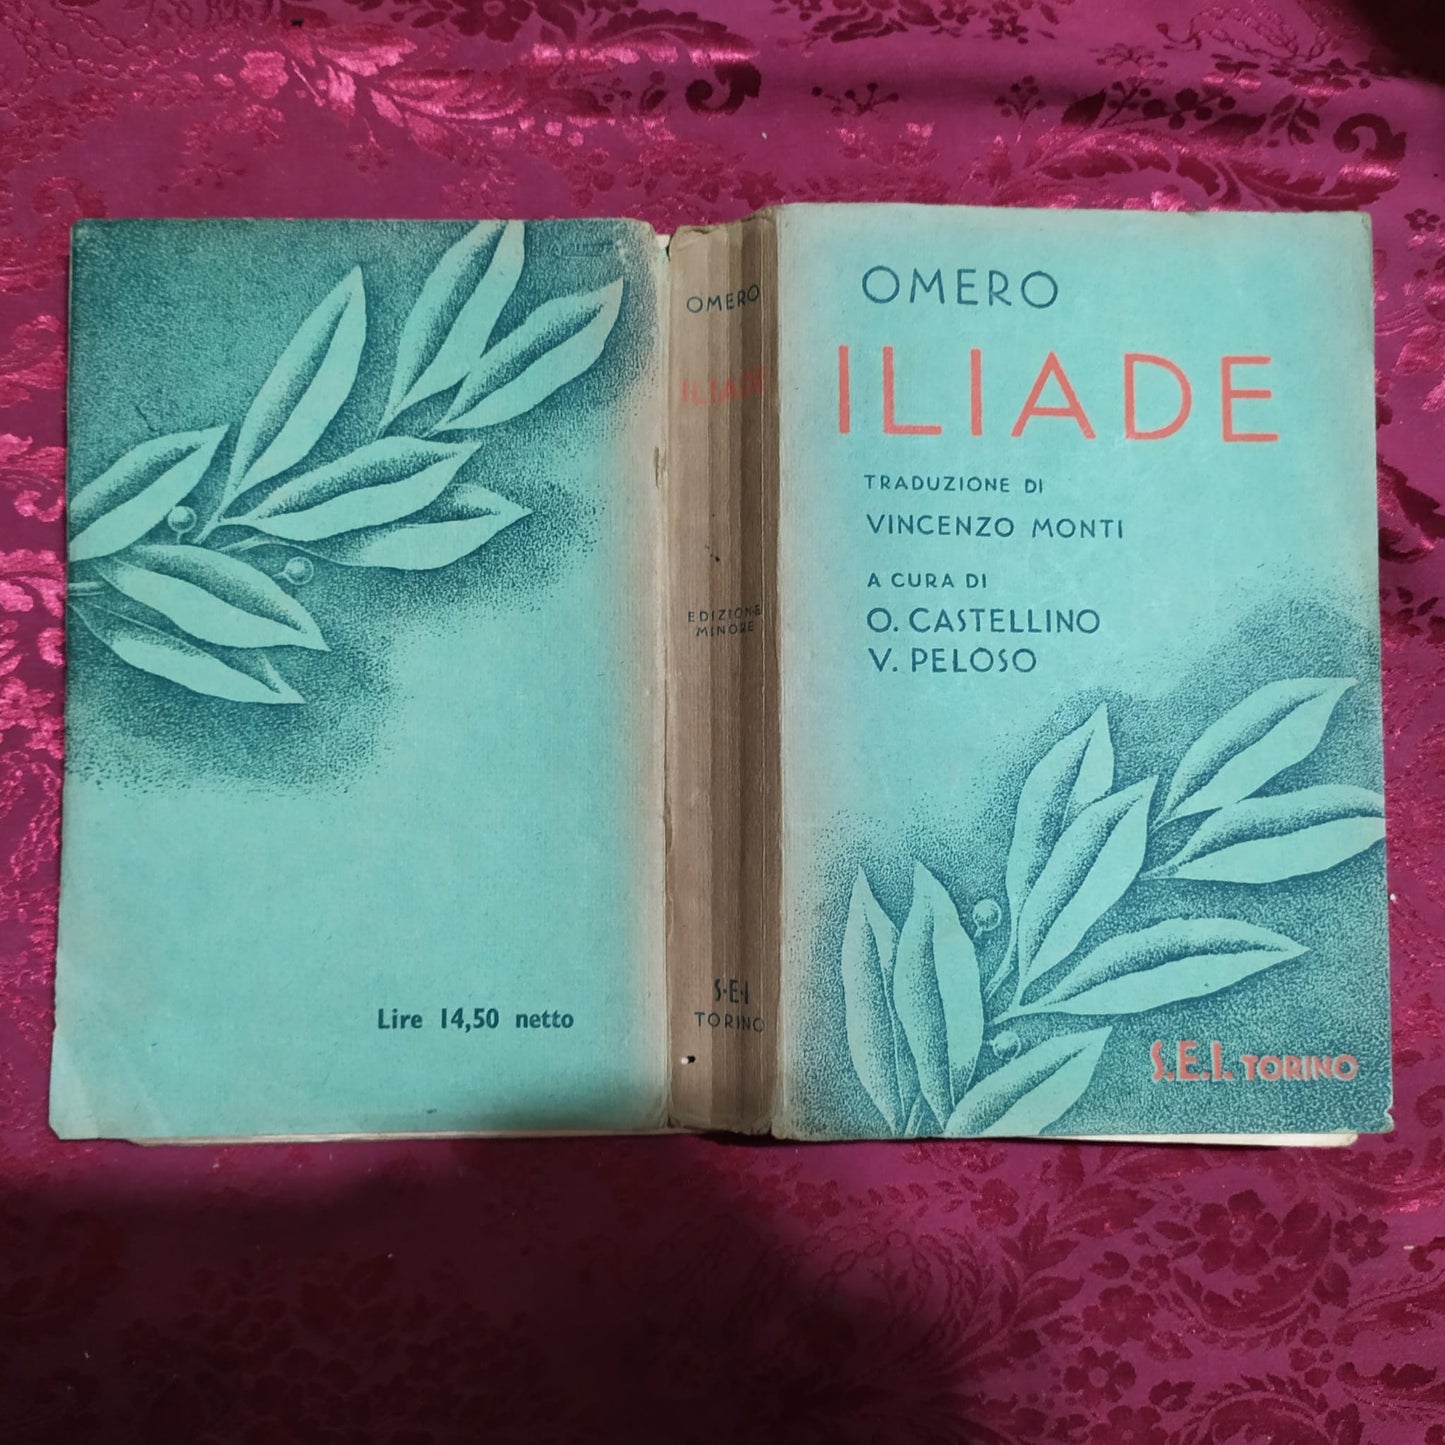 Lire 14,50 netto
OMERO
ILIADE
EDIZIONE
MINORE
S·E·I
TORINO
OMERO
ILIADE
TRADUZIONE DI
VINCENZO MONTI
A CURA DI
O. CASTELLINO
V. PELOSO
S.E.I. TORINO